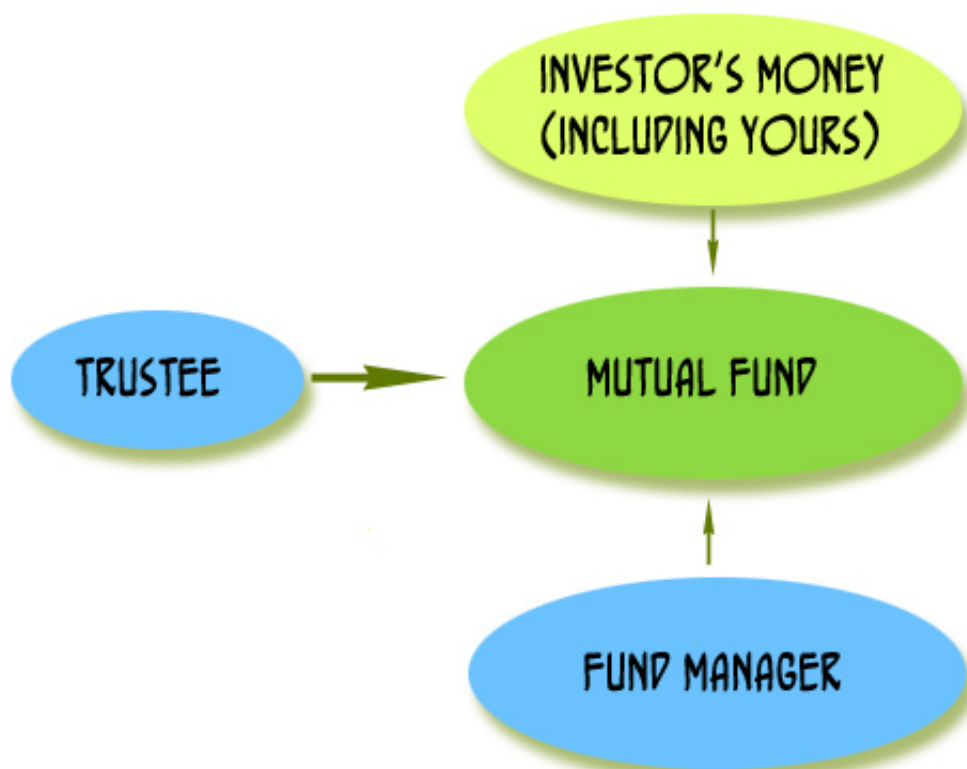 INVESTOR'S MONEY
(INCLUDING YOURS)
TRUSTEE
MUTUAL FUND
FUND MANAGER